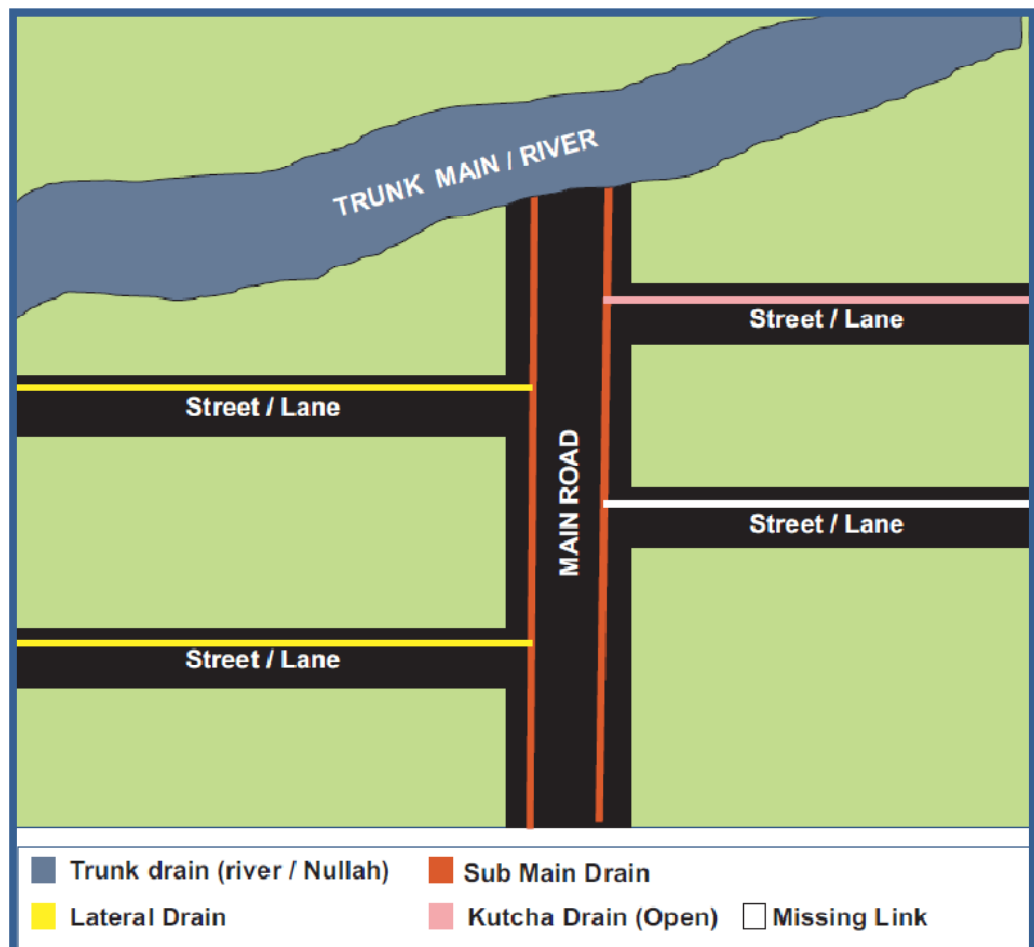 TRUNK MAIN / RIVER
Street / Lane
Street / Lane
MAIN ROAD
Street / Lane
Street / Lane
Trunk drain (river / Nullah)
Sub Main Drain
Lateral Drain
Kutcha Drain (Open)
Missing Link